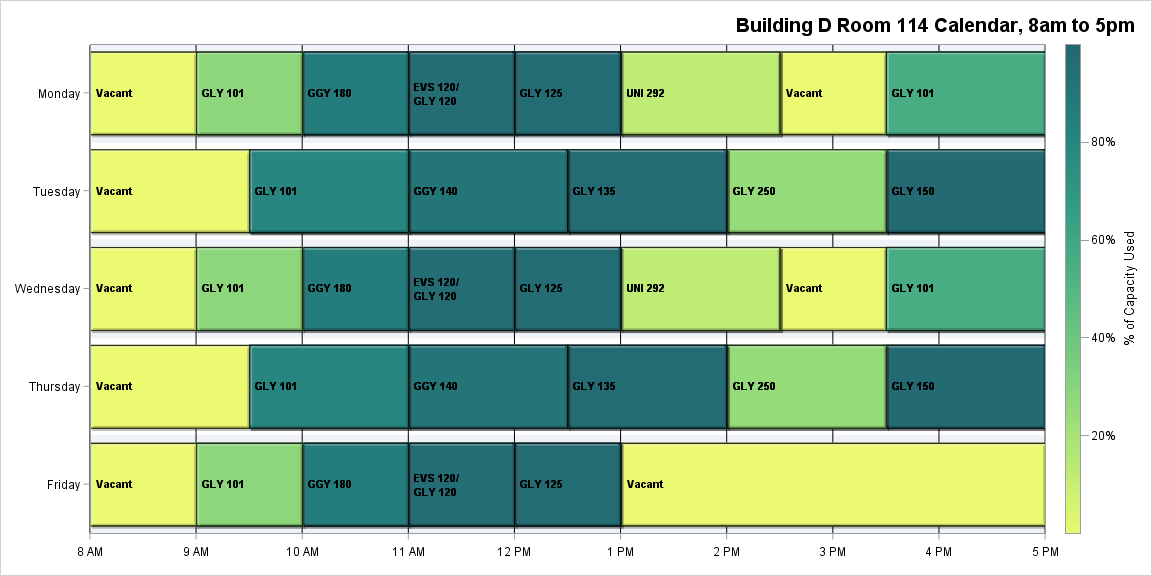 Building D Room 114 Calendar, 8am to 5pm
Monday
Vacant
GLY 101
GGY 180
EVS 120/
GLY 120
GLY 125
UNI 292
Vacant
GLY 101
Tuesday
Vacant
GLY 101
GGY 140
GLY 135
GLY 250
GLY 150
Wednesday
Vacant
GLY 101
GGY 180
EVS 120/
GLY 120
GLY 125
UNI 292
Vacant
GLY 101
Thursday
Vacant
GLY 101
GGY 140
GLY 135
GLY 250
GLY 150
Friday
Vacant
GLY 101
GGY 180
EVS 120/
GLY 120
GLY 125
Vacant
8 AM
9 AM
10 AM
11 AM
12 PM
1 PM
2 PM
3 PM
4 PM
5 PM
80%
60%
40%
20%
% of Capacity Used